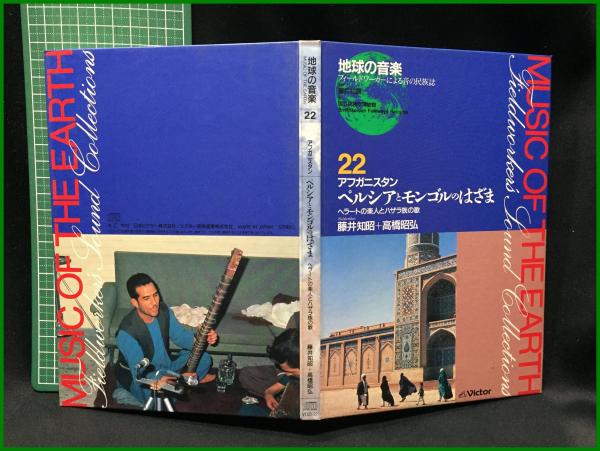 MUSIC OF THE EARTH
Fieldworkers' Sound Collections
地球の音楽
MUSIC OF THE EARTH
22
アフガニスタン
ペルシアとモンゴルのはざま
ヘラートの楽人とハザラ族の歌
藤井知昭+高橋昭弘
地球の音楽
フィールドワーカーによる音の民族誌
22
アフガニスタン
ペルシアとモンゴルのはざま
ヘラートの楽人とハザラ族の歌
藤井知昭+高橋昭弘
Victor
MUSIC OF THE EARTH
Fieldworkers' Sound Collections